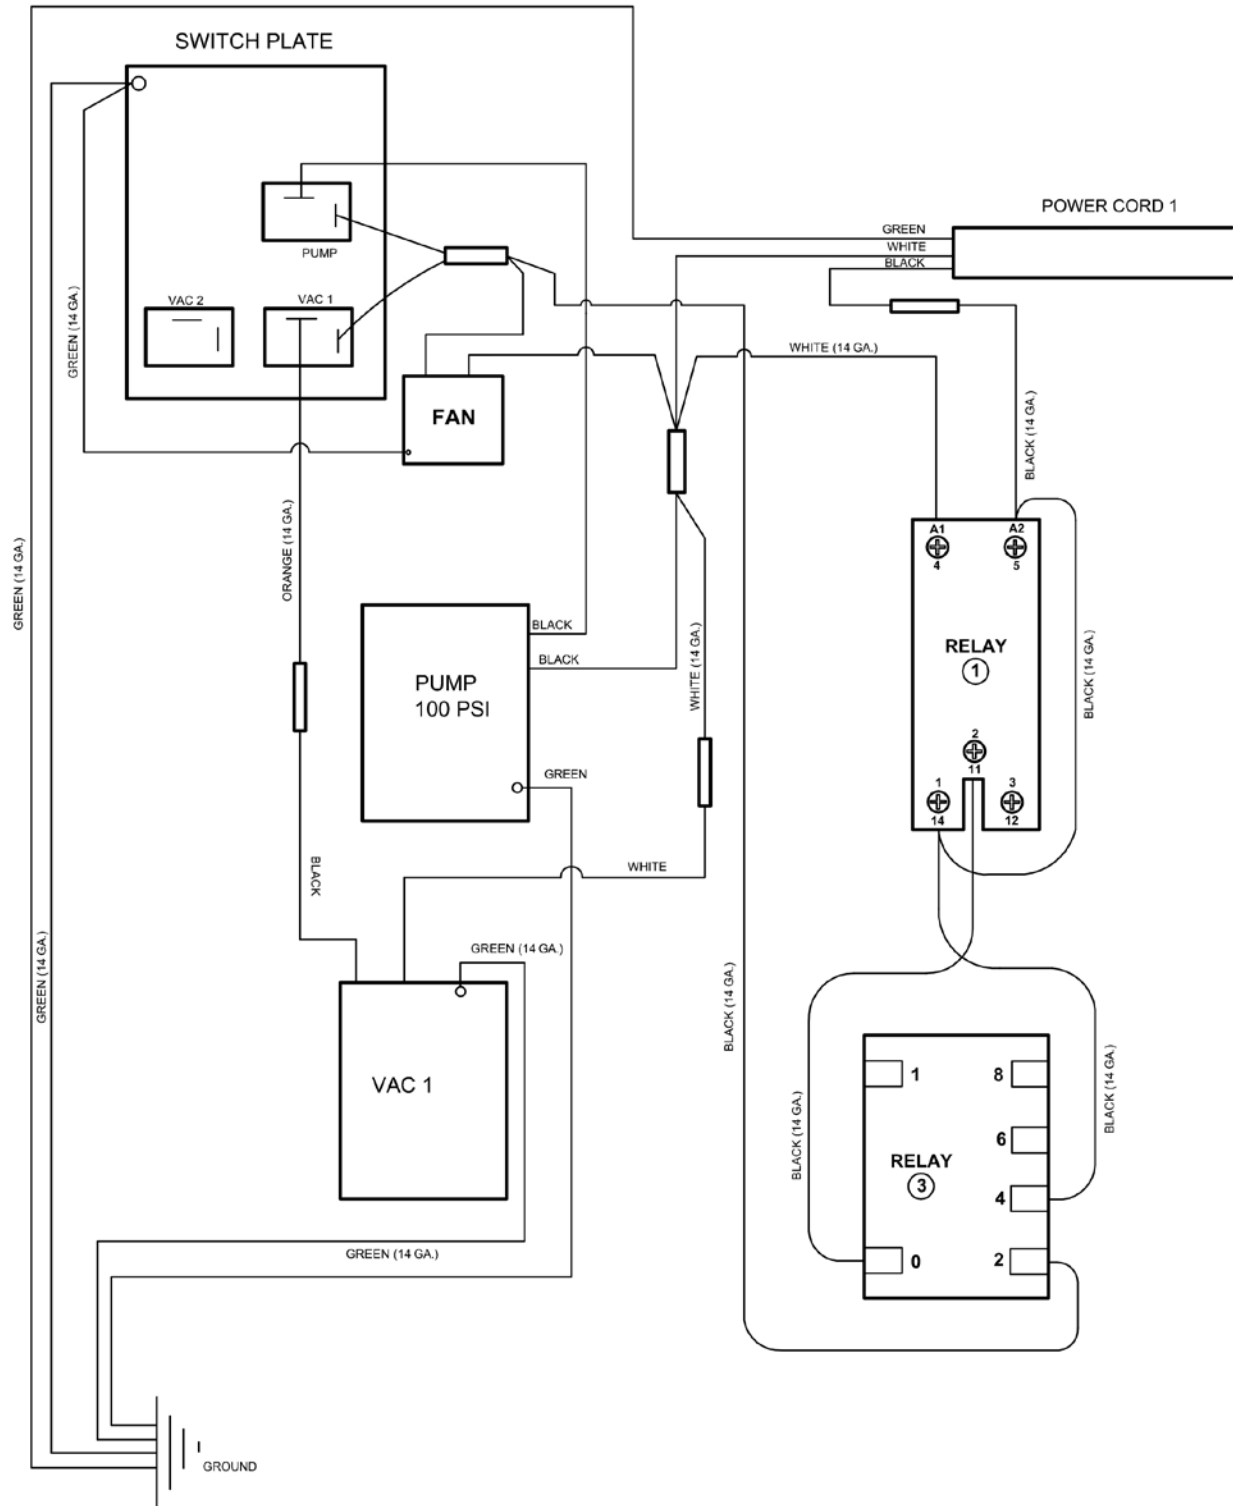 SWITCH PLATE
POWER CORD 1
GREEN
WHITE
BLACK
PUMP
VAC 2
VAC 1
GREEN (14 GA.)
WHITE (14 GA.)
FAN
BLACK (14 GA.)
ORANGE (14 GA.)
GREEN (14 GA.)
A1
A2
4
5
RELAY
1
BLACK (14 GA.)
BLACK
BLACK
WHITE (14 GA.)
PUMP
100 PSI
GREEN
2
11
1
3
14
12
BLACK
WHITE
GREEN (14 GA.)
GREEN (14 GA.)
BLACK (14 GA.)
VAC 1
1
8
6
RELAY
3
4
0
2
BLACK (14 GA.)
BLACK (14 GA.)
GREEN (14 GA.)
GROUND